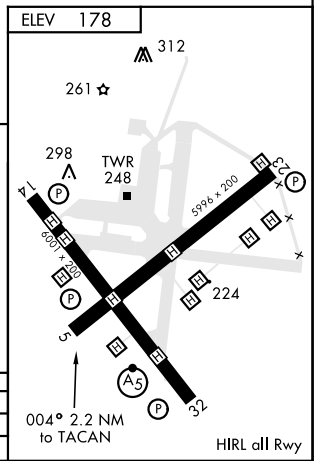 ELEV 178
312
261
298
TWR
248
P
14
23
P
5996 x 200
H
H
H
6001 x 200
H
H
H
H
H
H
224
P
H
5
H
H
A5
P
32
004° 2.2 NM
to TACAN
HIRL all Rwy